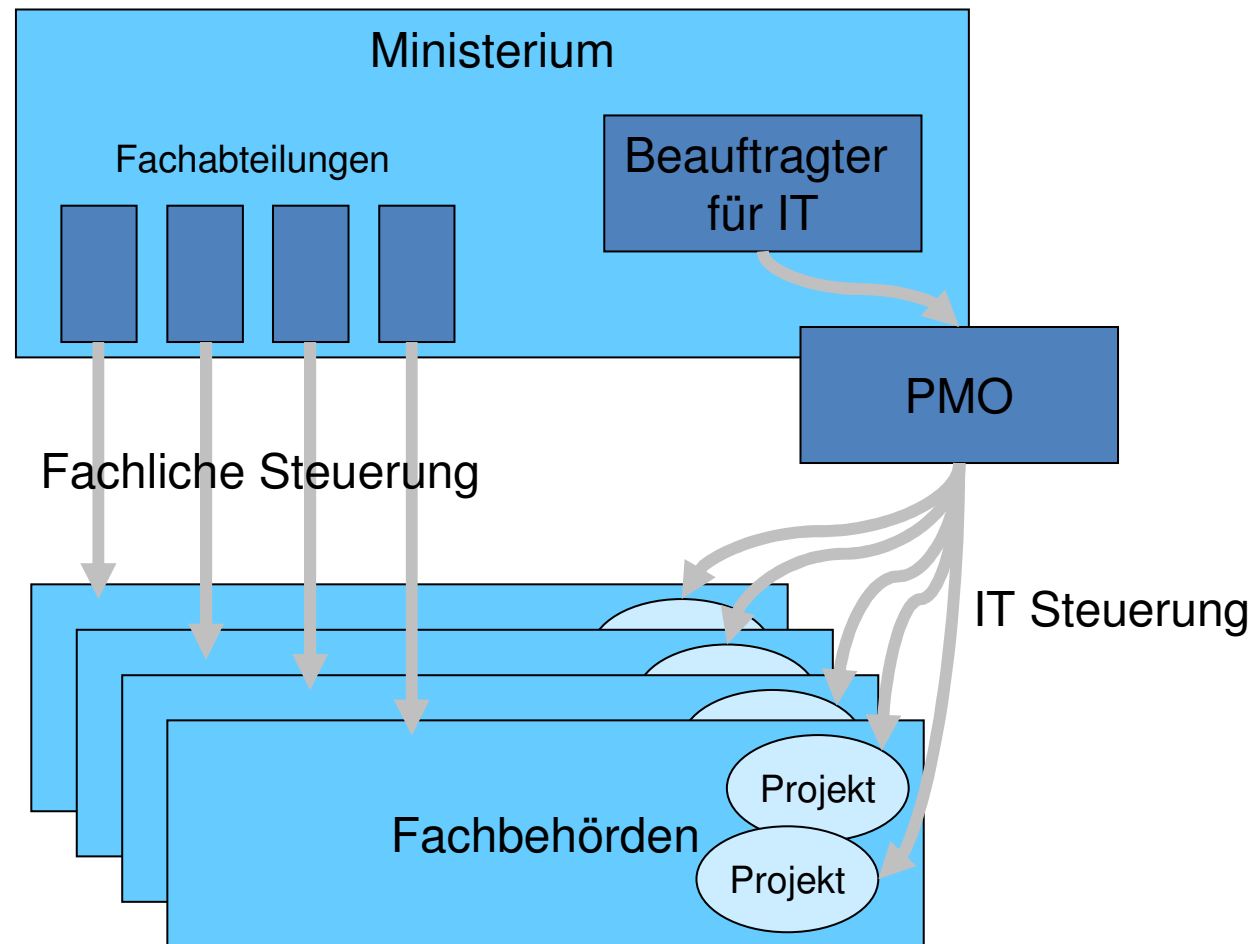 Ministerium
Fachabteilungen
Beauftragter
für IT
PMO
Fachliche Steuerung
IT Steuerung
Projekt
Fachbehörden
Projekt